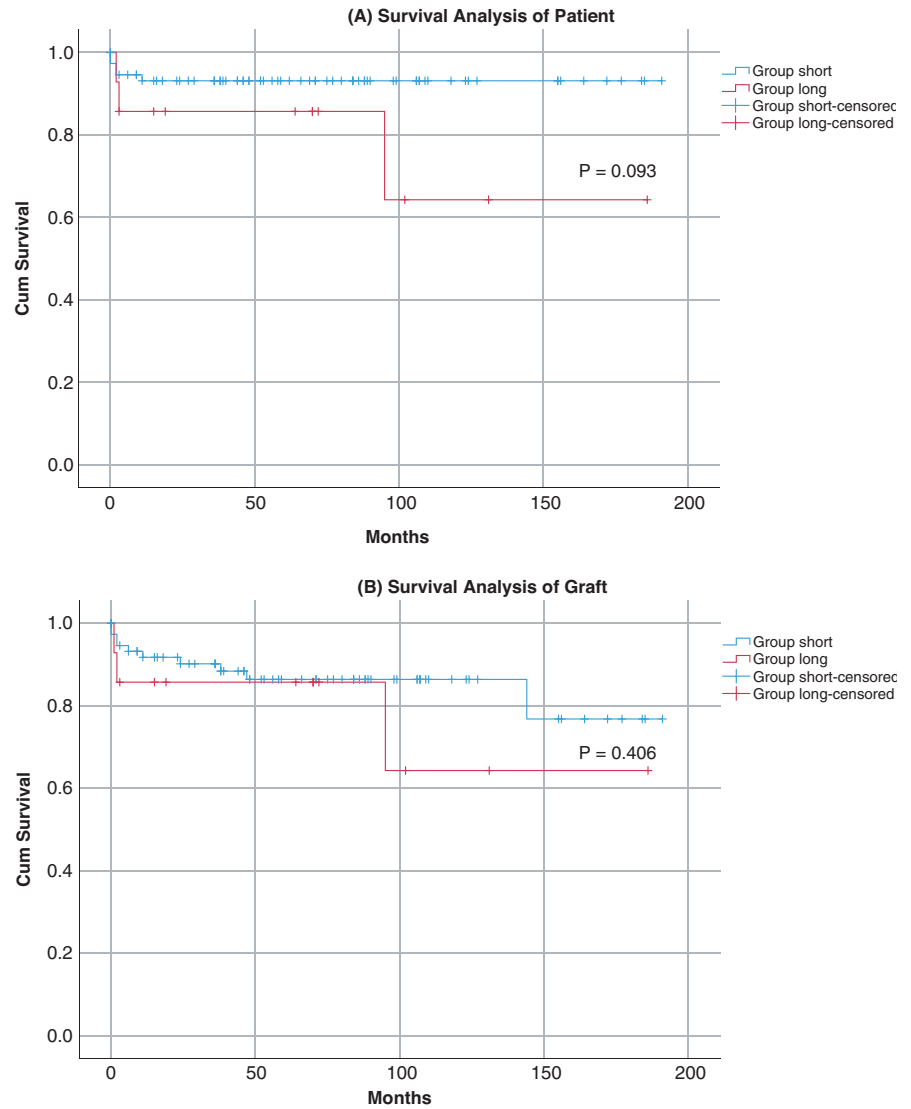 (A) Survival Analysis of Patient
1.0
0.8
0.6
0.4
0.2
0.0
Cum Survival
P = 0.093
0 50 100 150 200
Months
Group short
Group long
Group short-censored
Group long-censored
(B) Survival Analysis of Graft
1.0
0.8
0.6
0.4
0.2
0.0
Cum Survival
P = 0.406
0 50 100 150 200
Months
Group short
Group long
Group short-censored
Group long-censored